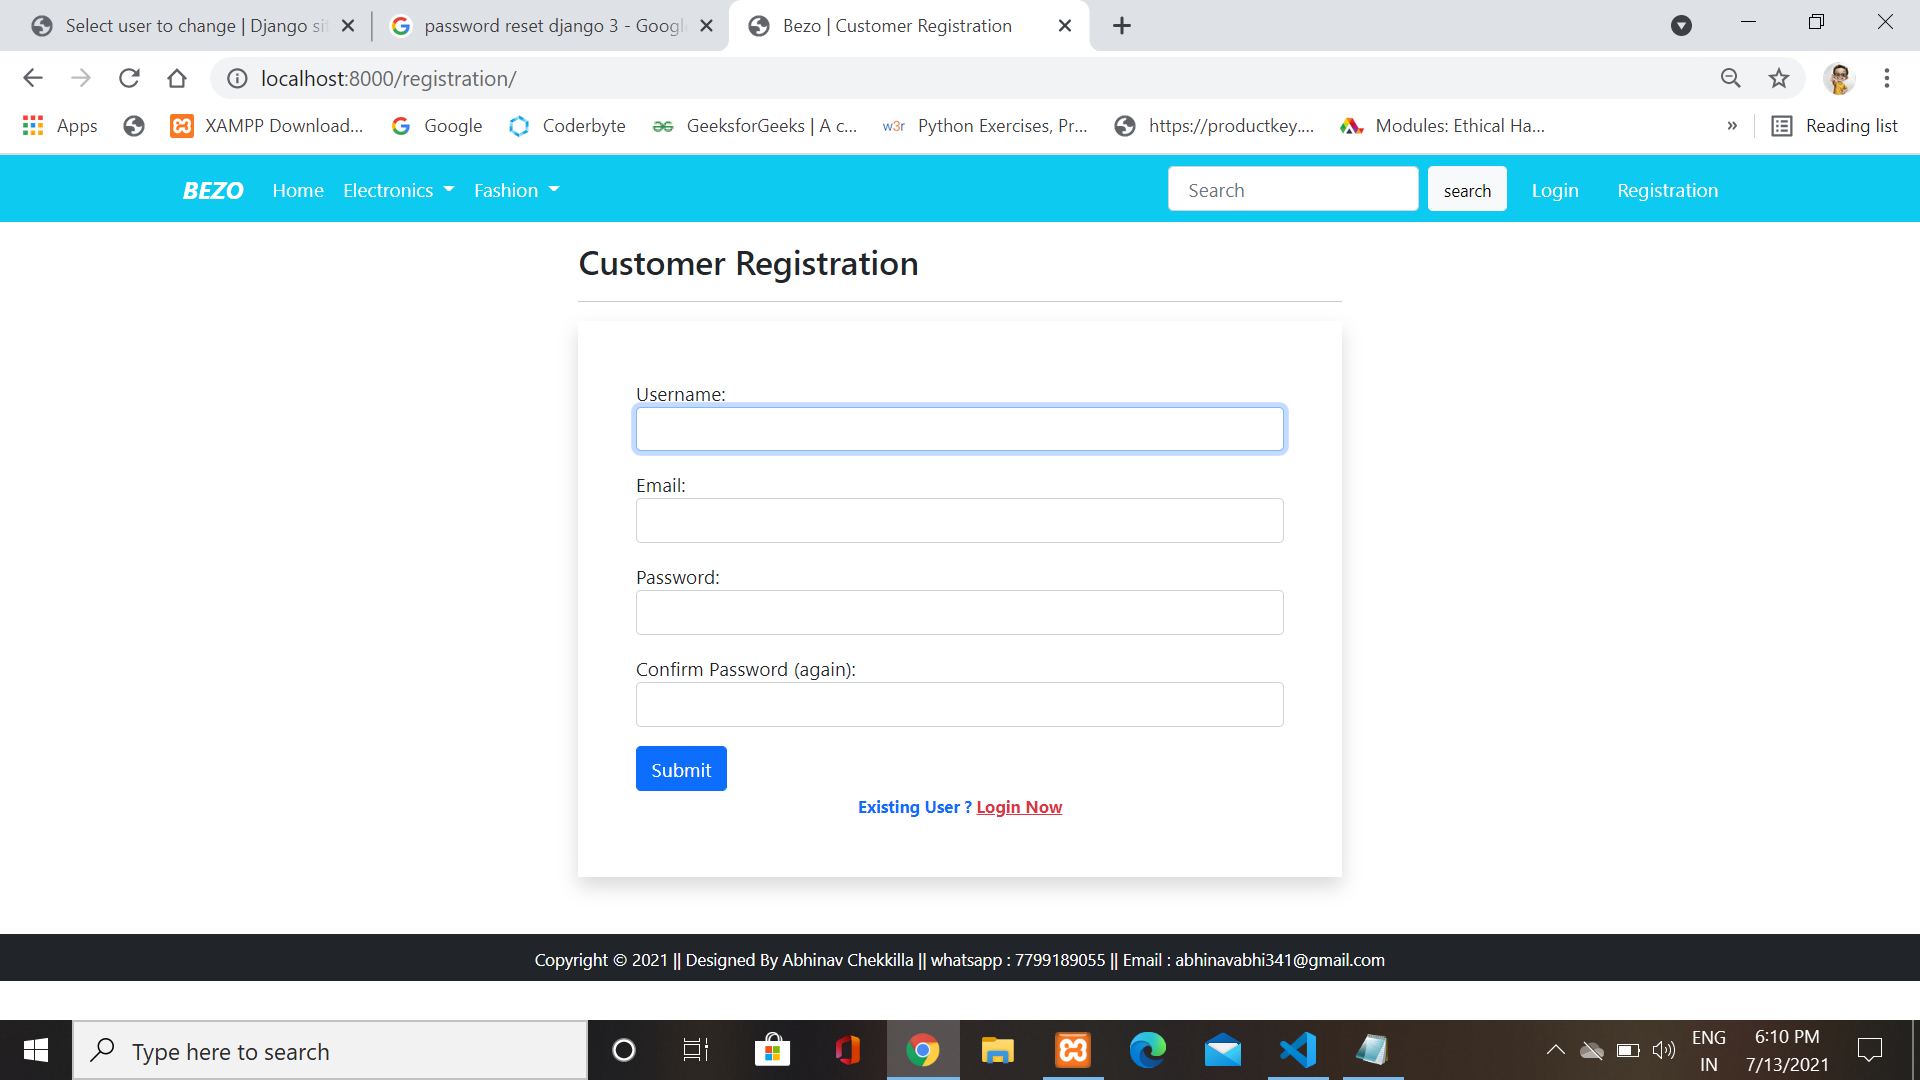 Select user to change | Django si
password reset django 3 - Googl
Bezo | Customer Registration
localhost:8000/registration/
Apps
XAMPP Download...
Google
Coderbyte
GeeksforGeeks | A c...
w3r Python Exercises, Pr...
https://productkey....
Modules: Ethical Ha...
»
Reading list
BEZO Home Electronics Fashion Search search Login Registration
Customer Registration
Username:
Email:
Password:
Confirm Password (again):
Submit
Existing User ? Login Now
Copyright © 2021 || Designed By Abhinav Chekkilla || whatsapp : 7799189055 || Email : abhinavabhi341@gmail.com
Type here to search
ENG
IN
6:10 PM
7/13/2021